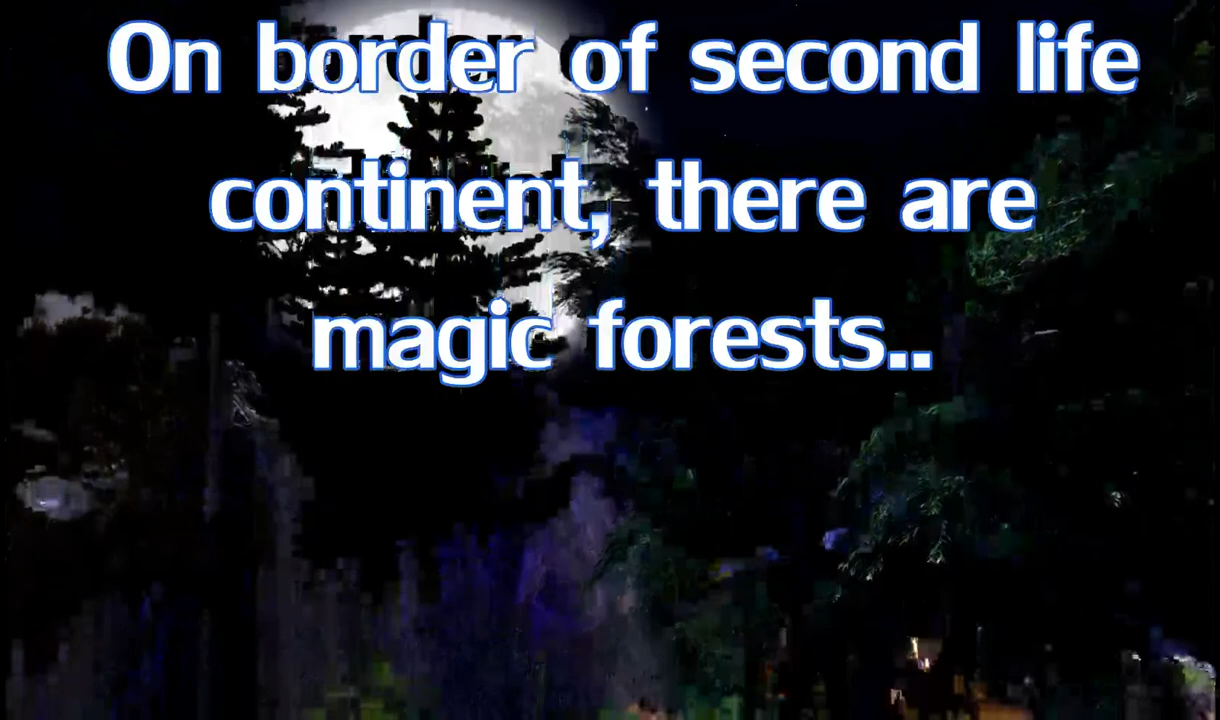 On border of second life
continent, there are
magic forests..